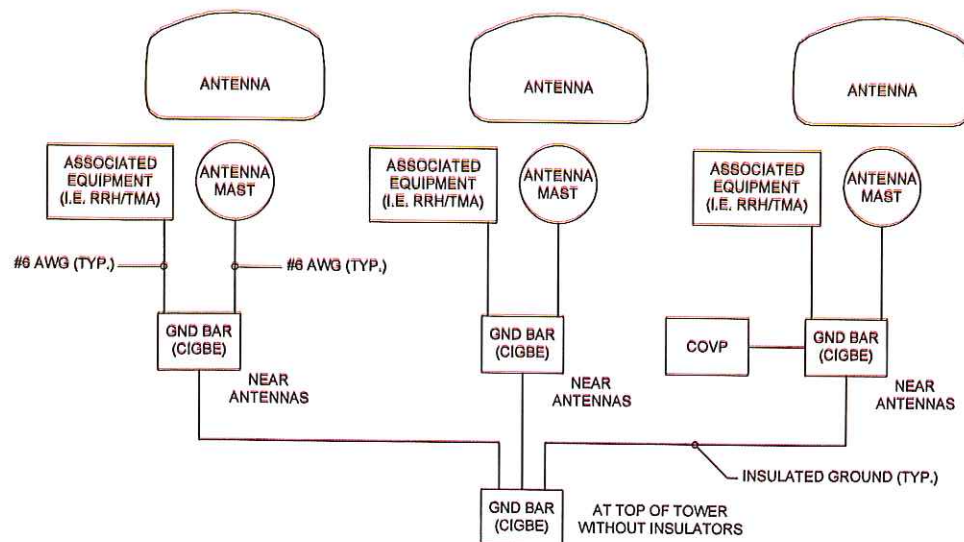 ANTENNA
ANTENNA
ANTENNA
ASSOCIATED
EQUIPMENT
(I.E. RRH/TMA)
ANTENNA
MAST
ASSOCIATED
EQUIPMENT
(I.E. RRH/TMA)
ANTENNA
MAST
ASSOCIATED
EQUIPMENT
(I.E. RRH/TMA)
ANTENNA
MAST
#6 AWG (TYP.)
#6 AWG (TYP.)
GND BAR
(CIGBE)
NEAR
ANTENNAS
GND BAR
(CIGBE)
NEAR
ANTENNAS
COVP
GND BAR
(CIGBE)
NEAR
ANTENNAS
INSULATED GROUND (TYP.)
GND BAR
(CIGBE)
AT TOP OF TOWER
WITHOUT INSULATORS